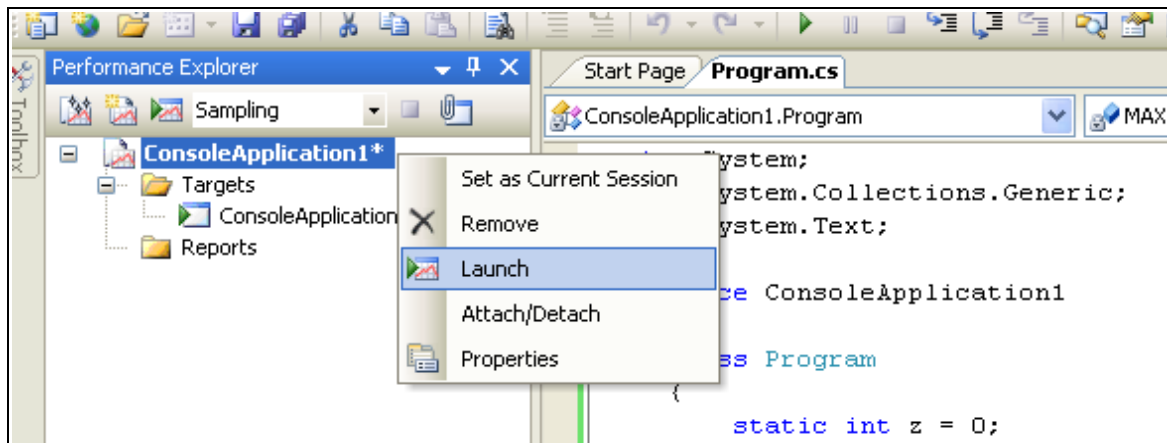 Performance Explorer
Start Page Program.cs
Toolbox
Sampling
ConsoleApplication1.Program
MAX
ConsoleApplication1*
Targets
ConsoleApplication
Reports
Set as Current Session
Remove
Launch
Attach/Detach
Properties
ystem;
ystem.Collections.Generic;
ystem.Text;
ce ConsoleApplication1
ss Program
{
static int z = 0;